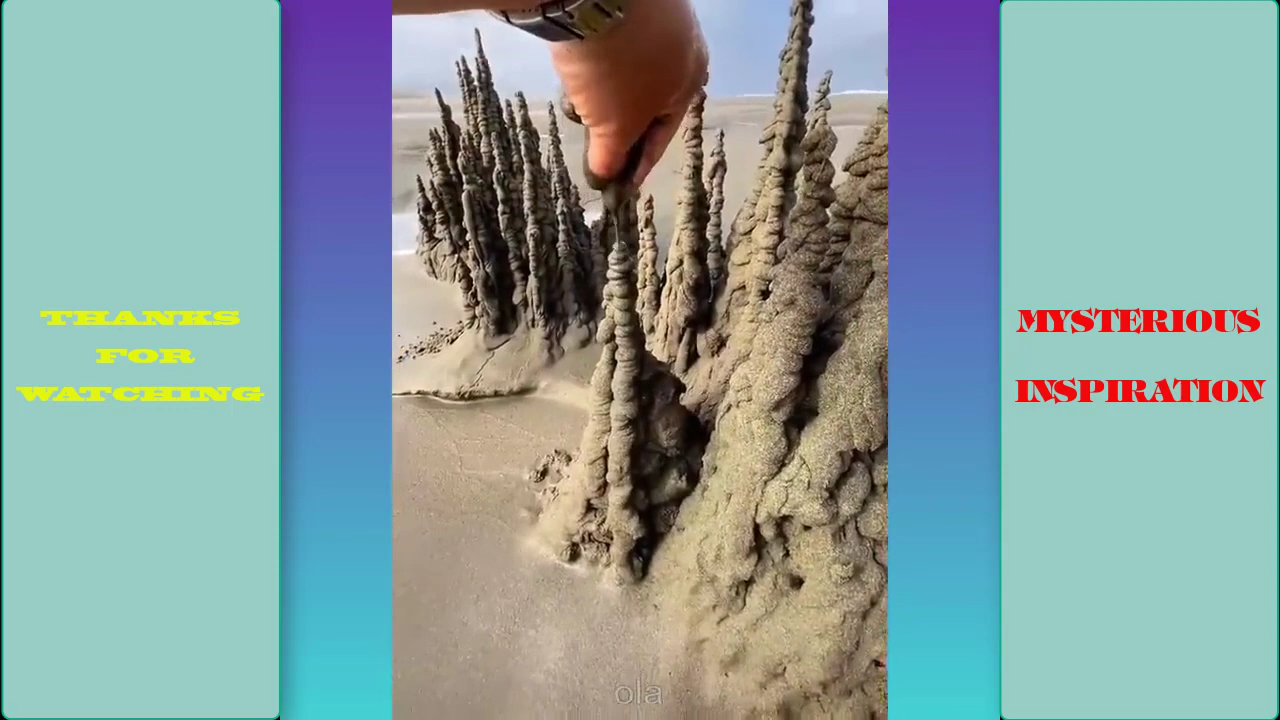 THANKS
FOR
WATCHING
MYSTERIOUS
INSPIRATION
ola